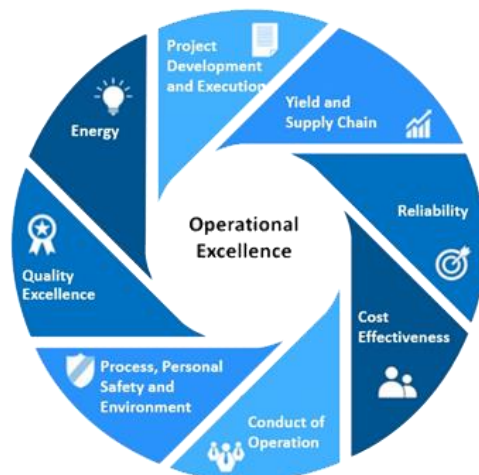 Project
Development
and Execution
Yield and
Supply Chain
Energy
Reliability
Operational
Excellence
Quality
Excellence
Cost
Effectiveness
Process, Personal
Safety and
Environment
Conduct of
Operation